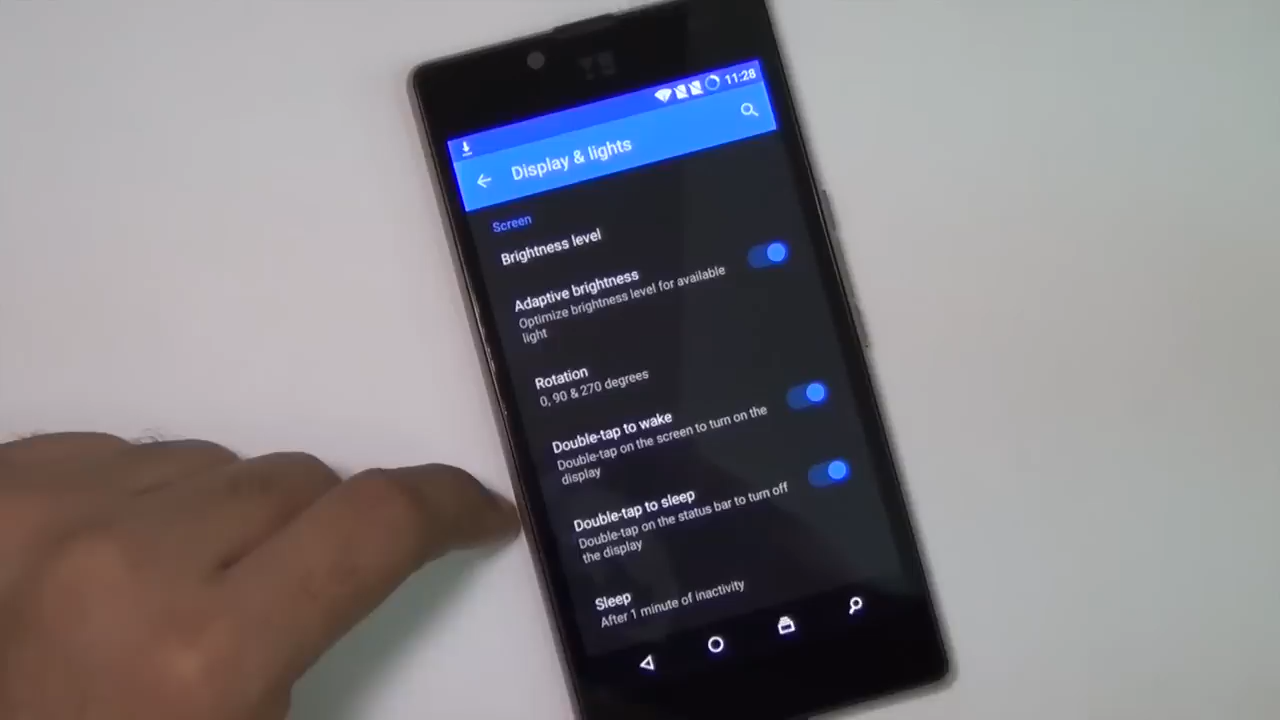 11:28
Display & lights
Screen
Brightness level
Adaptive brightness
Optimize brightness level for available
light
Rotation
0, 90 & 270 degrees
Double-tap to wake
Double-tap on the screen to turn on the
display
Double-tap to sleep
Double-tap on the status bar to turn off
the display
Sleep
After 1 minute of inactivity